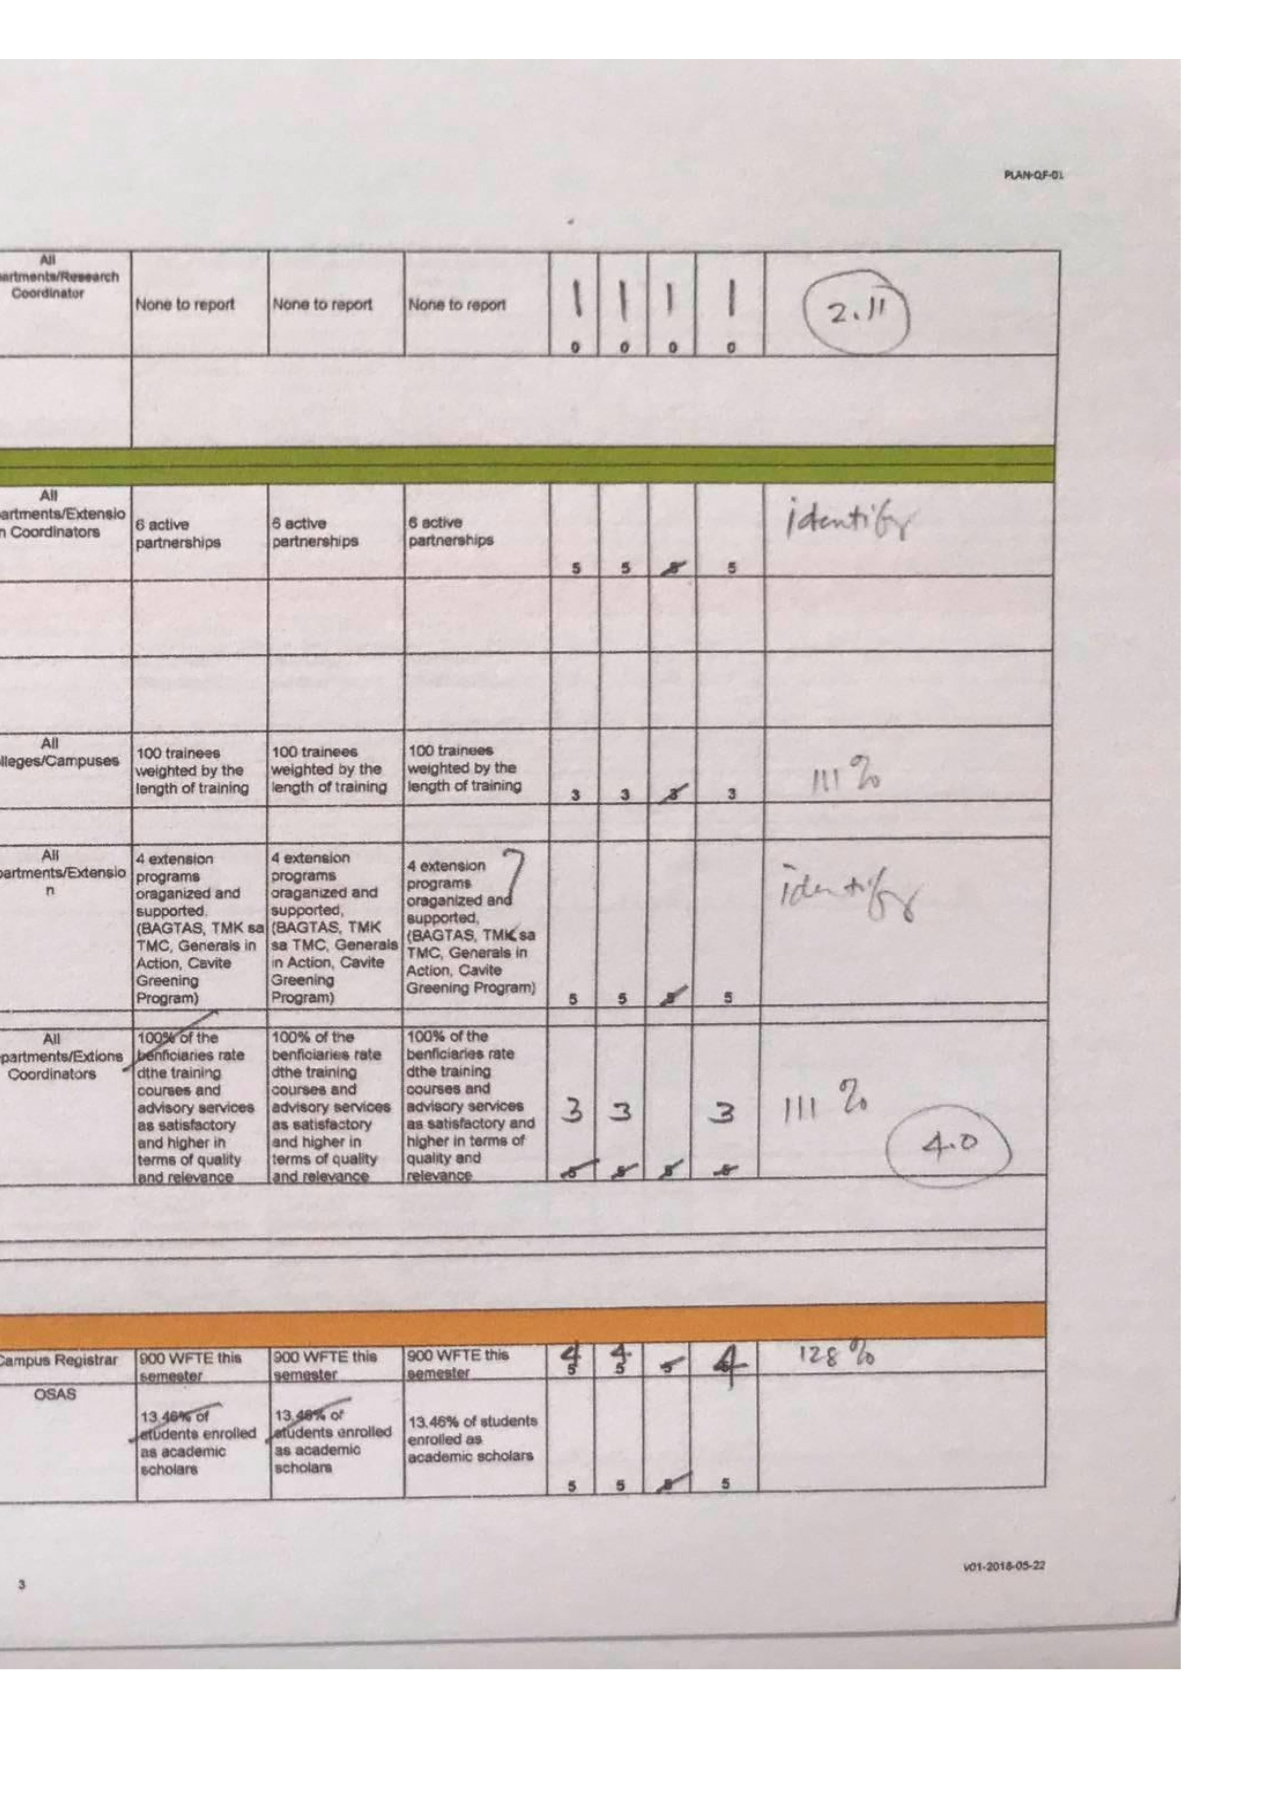 PLAN-QF-01
All
artments/Research
Coordinator
None to report
None to report
None to report
1 1 1 1
0 0 0 0
2.11
All
artments/Extensio
n Coordinators
6 active
partnerships
6 active
partnerships
6 active
partnerships
5 5 5 5
identify
All
lleges/Campuses
100 trainees
weighted by the
length of training
100 trainees
weighted by the
length of training
100 trainees
weighted by the
length of training
3 3 3 3
111%
All
partments/Extensio
n
4 extension
programs
oraganized and
supported,
(BAGTAS, TMK sa
TMC, Generals in
Action, Cavite
Greening
Program)
4 extension
programs
oraganized and
supported,
(BAGTAS, TMK
sa TMC, Generals
in Action, Cavite
Greening
Program)
4 extension
programs
oraganized and
supported,
(BAGTAS, TMK sa
TMC, Generals in
Action, Cavite
Greening Program)
5 5 5 5
identify
All
partments/Extions
Coordinators
100% of the
benficiaries rate
dthe training
courses and
advisory services
as satisfactory
and higher in
terms of quality
and relevance
100% of the
benficiaries rate
dthe training
courses and
advisory services
as satisfactory
and higher in
terms of quality
and relevance
100% of the
benficiaries rate
dthe training
courses and
advisory services
as satisfactory and
higher in terms of
quality and
relevance
3 3 3
5 5 5 5
111 %
4.0
Campus Registrar
900 WFTE this
semester
900 WFTE this
semester
900 WFTE this
semester
4 4 4
5 5 5
128 %
OSAS
13.46% of
students enrolled
as academic
scholars
13.46% of
students enrolled
as academic
scholars
13.46% of students
enrolled as
academic scholars
5 5 5 5
3
V01-2018-05-22